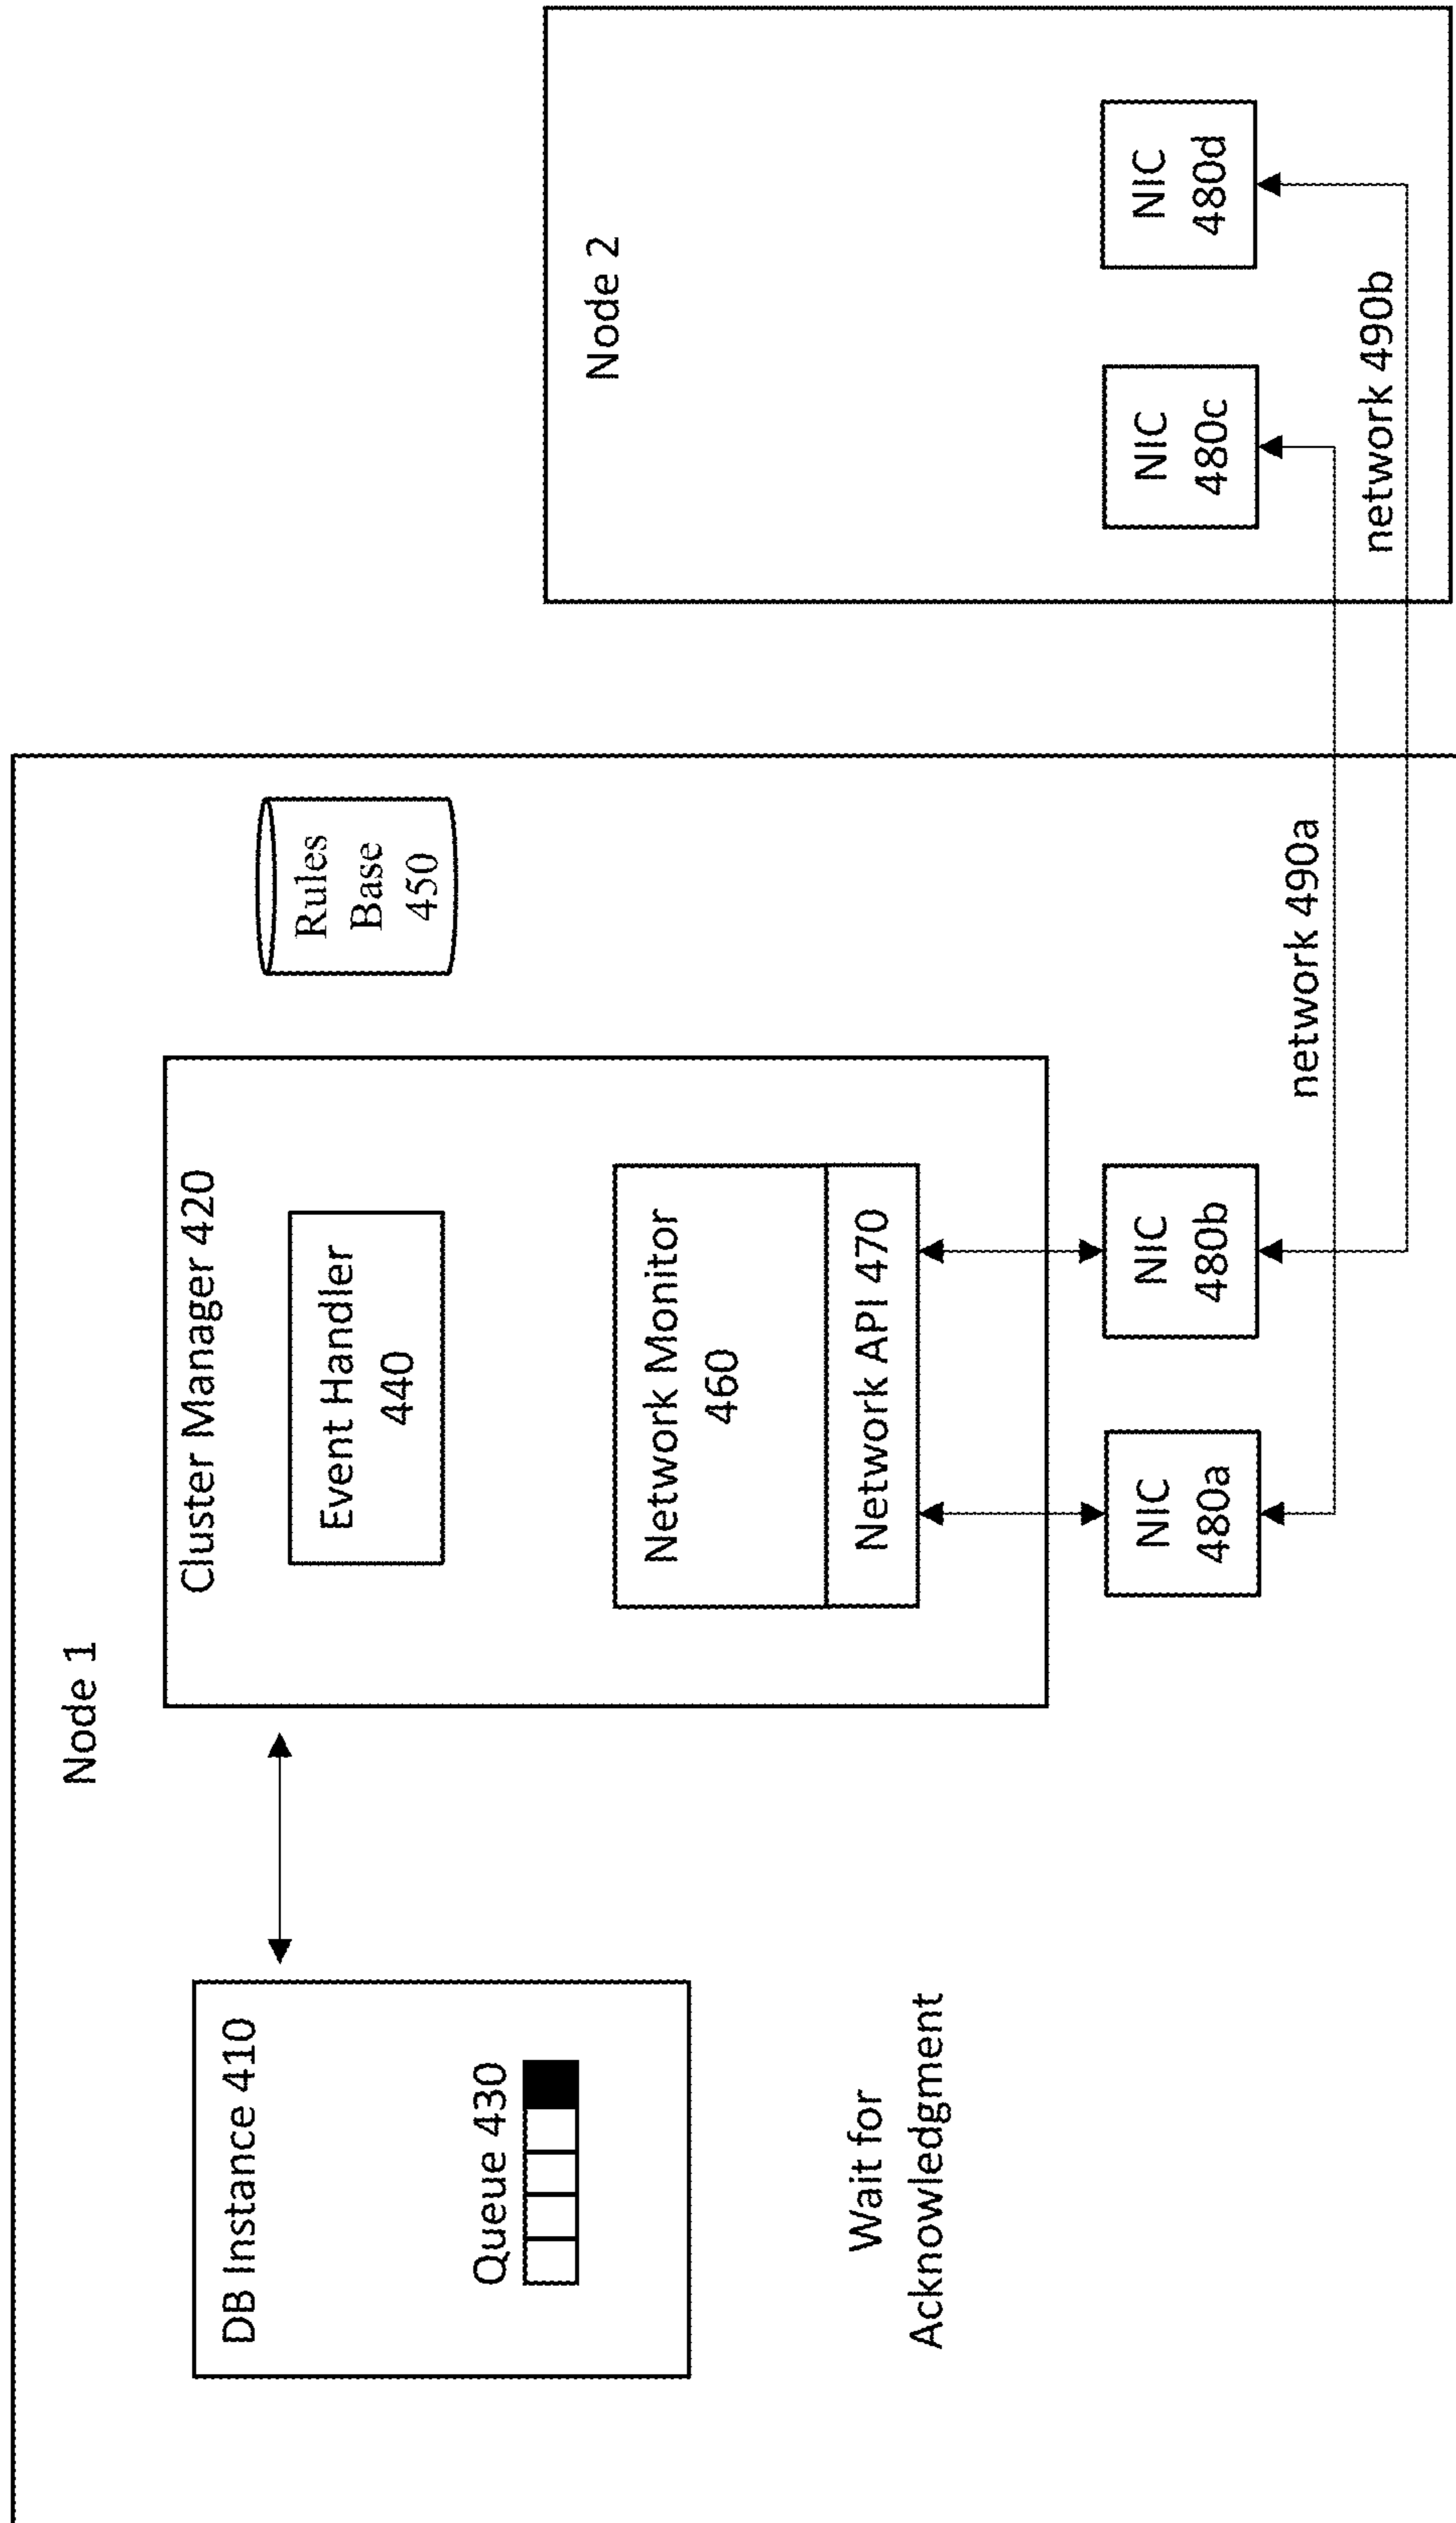 Node 1
DB Instance 410
Queue 430
Wait for
Acknowledgment
Cluster Manager 420
Event Handler
440
Network Monitor
460
Network API 470
NIC
480a
NIC
480b
Rules
Base
450
network 490a
Node 2
NIC
480c
NIC
480d
network 490b